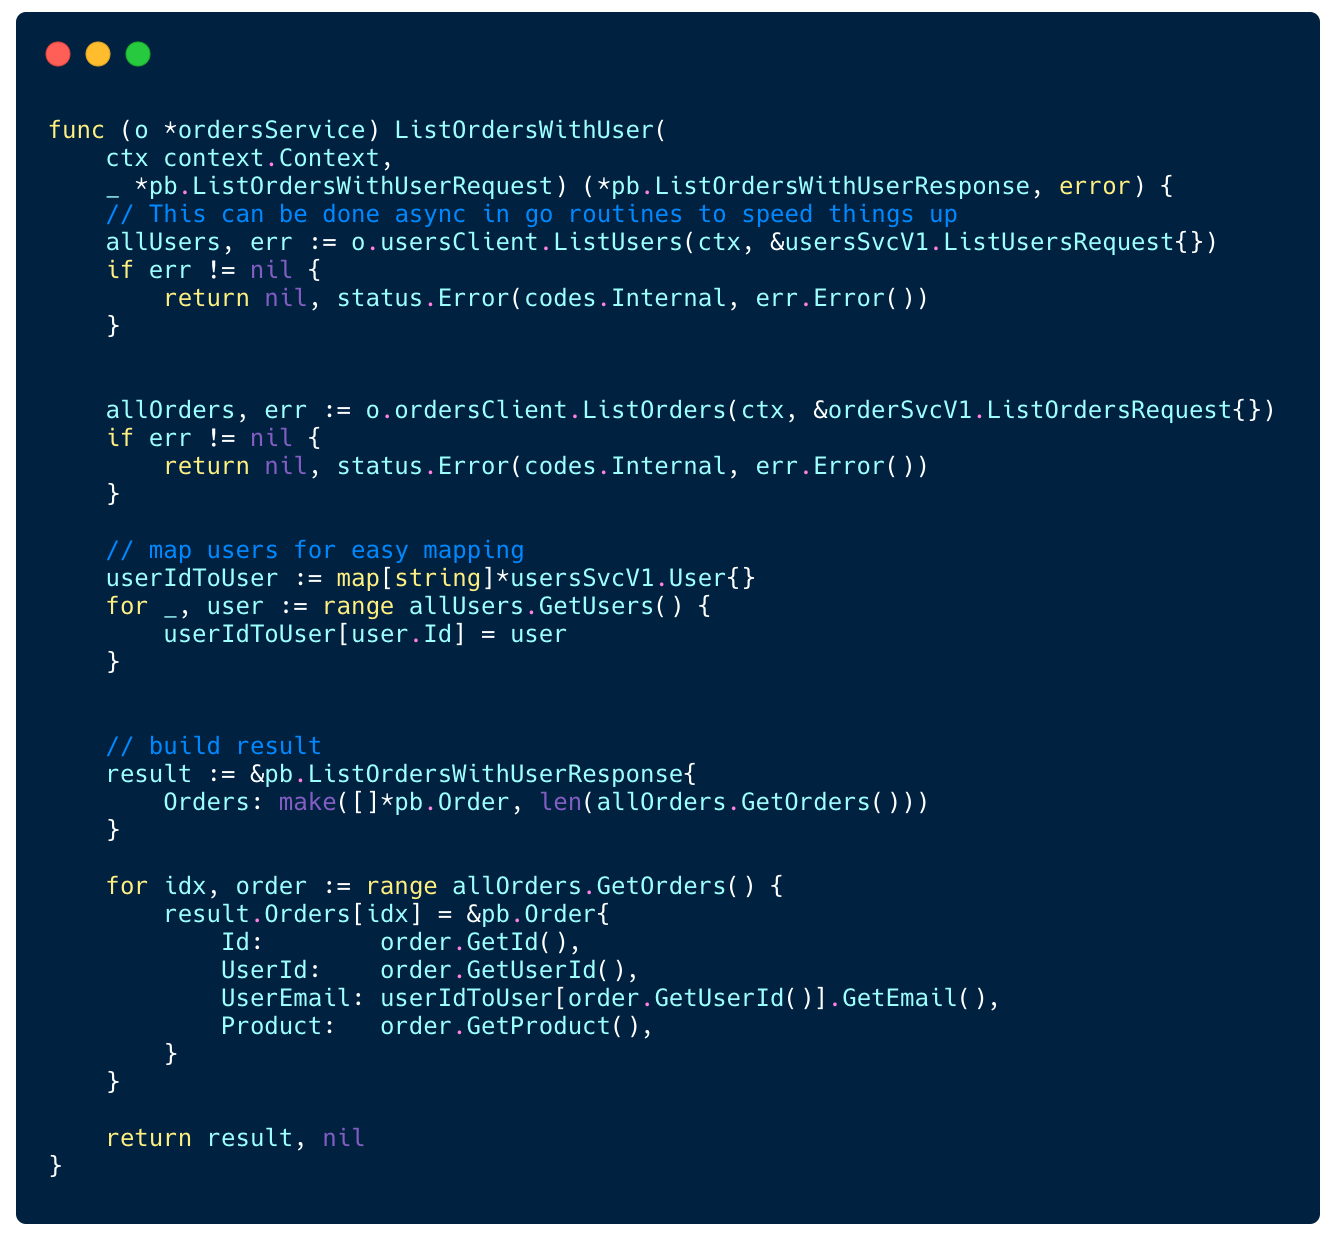 func (o *ordersService) ListOrdersWithUser(
    ctx context.Context,
    _ *pb.ListOrdersWithUserRequest) (*pb.ListOrdersWithUserResponse, error) {
    // This can be done async in go routines to speed things up
    allUsers, err := o.usersClient.ListUsers(ctx, &usersSvcV1.ListUsersRequest{})
    if err != nil {
        return nil, status.Error(codes.Internal, err.Error())
    }


    allOrders, err := o.ordersClient.ListOrders(ctx, &orderSvcV1.ListOrdersRequest{})
    if err != nil {
        return nil, status.Error(codes.Internal, err.Error())
    }

    // map users for easy mapping
    userIdToUser := map[string]*usersSvcV1.User{}
    for _, user := range allUsers.GetUsers() {
        userIdToUser[user.Id] = user
    }


    // build result
    result := &pb.ListOrdersWithUserResponse{
        Orders: make([]*pb.Order, len(allOrders.GetOrders()))
    }

    for idx, order := range allOrders.GetOrders() {
        result.Orders[idx] = &pb.Order{
            Id:        order.GetId(),
            UserId:    order.GetUserId(),
            UserEmail: userIdToUser[order.GetUserId()].GetEmail(),
            Product:   order.GetProduct(),
        }
    }

    return result, nil
}